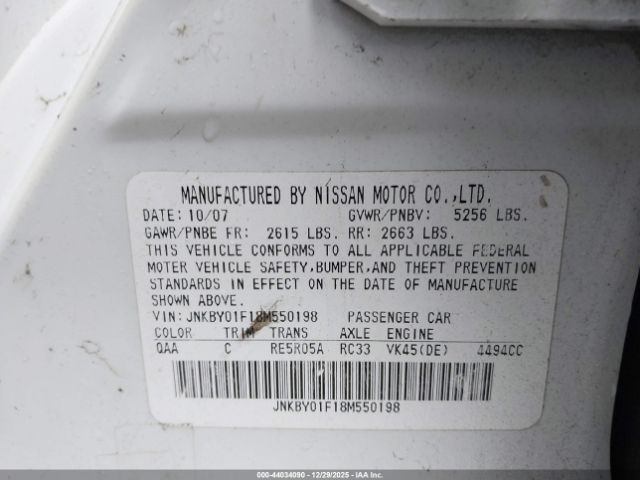 MANUFACTURED BY NISSAN MOTOR CO.,LTD.
DATE: 10/07 GVWR/PNBV: 5256 LBS.
GAWR/PNBE FR: 2615 LBS. RR: 2663 LBS.
THIS VEHICLE CONFORMS TO ALL APPLICABLE FEDERAL
MOTOR VEHICLE SAFETY,BUMPER,AND THEFT PREVENTION
STANDARDS IN EFFECT ON THE DATE OF MANUFACTURE
SHOWN ABOVE.
VIN: JNKBY01F18M550198 PASSENGER CAR
COLOR TRIM TRANS AXLE ENGINE
QAA C RE5R05A RC33 VK45(DE) 4494CC
JNKBY01F18M550198
000-44034090 - 12/29/2025 - IAA Inc.